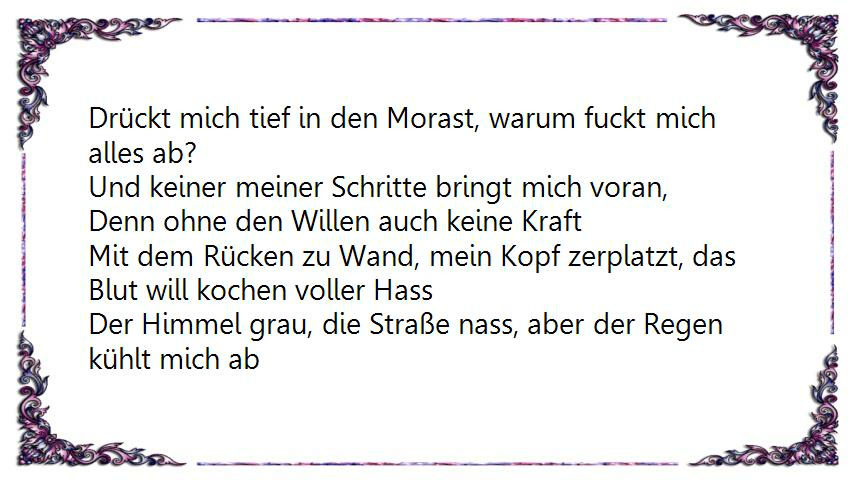 Drückt mich tief in den Morast, warum fuckt mich
alles ab?
Und keiner meiner Schritte bringt mich voran,
Denn ohne den Willen auch keine Kraft
Mit dem Rücken zu Wand, mein Kopf zerplatzt, das
Blut will kochen voller Hass
Der Himmel grau, die Straße nass, aber der Regen
kühlt mich ab